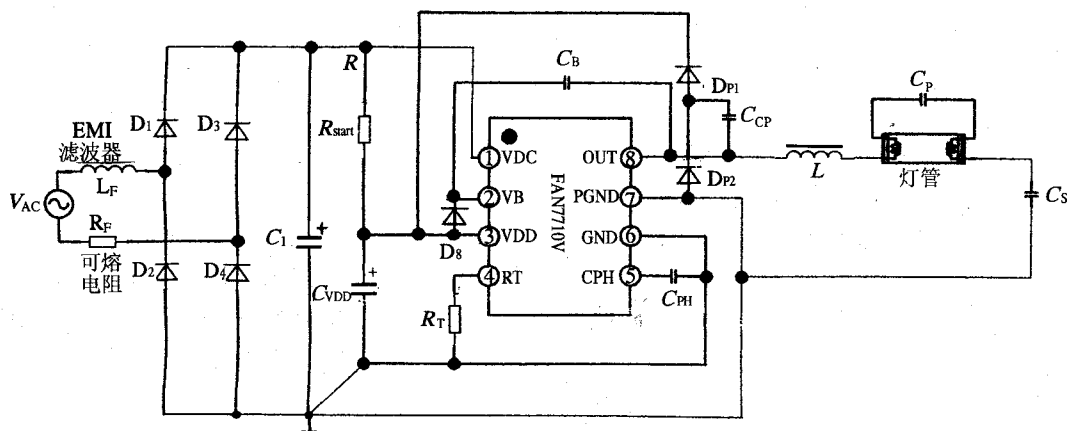 EMI
滤波器
L_F
V_AC
R_F
可熔
电阻
D1
D3
D2
D4
C1
R
R_start
C_VDD
C_B
D8
R_T
1 VDC
2 VB
3 VDD
4 RT
FAN7710V
OUT 8
PGND 7
GND 6
CPH 5
C_PH
D_P1
C_CP
D_P2
L
C_P
灯管
C_S
+
+